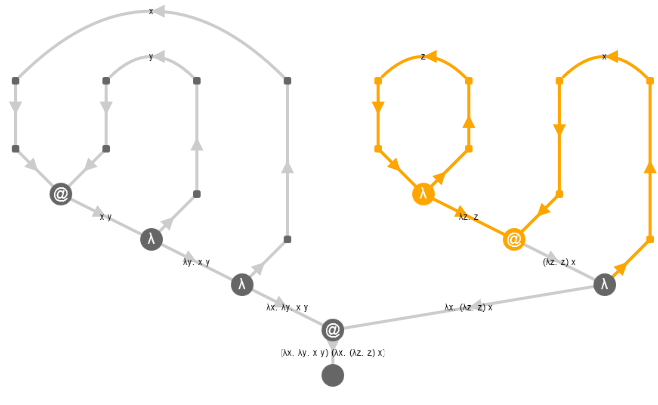 x
y
z
x
@
x y
λ
λz. z
λ
λy. x y
@
(λz. z) x
λ
λ
λx. λy. x y
λx. (λz. z) x
@
(λx. λy. x y) (λx. (λz. z) x)